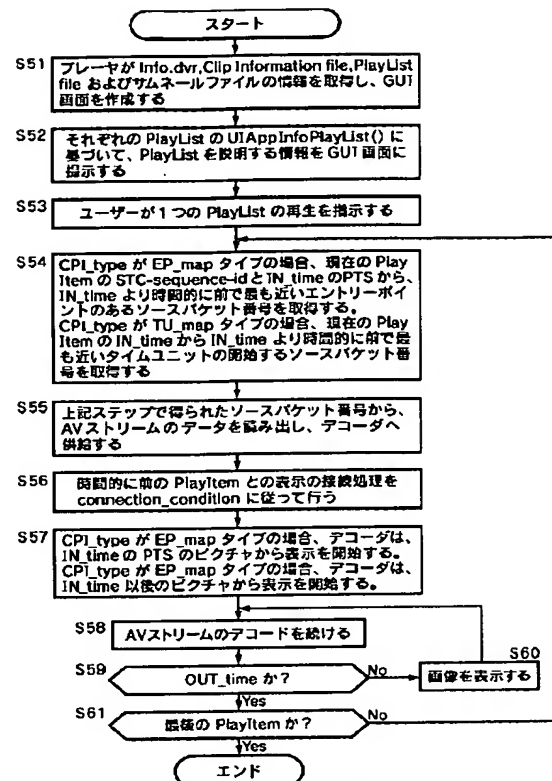 スタート
S51
プレーヤが Info.dvr,Clip Information file,PlayList
file およびサムネールファイルの情報を取得し、GUI
画面を作成する
S52
それぞれの PlayList の UIAppInfoPlayList() に
基づいて、PlayList を説明する情報を GUI 画面に
提示する
S53
ユーザーが 1 つの PlayList の再生を指示する
S54
CPI_type が EP_map タイプの場合、現在の Play
Item の STC-sequence-id と IN_time のPTS から、
IN_time より時間的に前で最も近いエントリーポイ
ントのあるソースパケット番号を取得する。
CPI_type が TU_map タイプの場合、現在の Play
Item の IN_time から IN_time より時間的に前で最
も近いタイムユニットの開始するソースパケット番
号を取得する
S55
上記ステップで得られたソースパケット番号から、
AVストリームのデータを読み出し、デコーダへ
供給する
S56
時間的に前の PlayItem との表示の接続処理を
connection_condition に従って行う
S57
CPI_type が EP_map タイプの場合、デコーダは、
IN_time の PTS のピクチャから表示を開始する。
CPI_type が EP_map タイプの場合、デコーダは、
IN_time 以後のピクチャから表示を開始する。
S58
AVストリームのデコードを続ける
S59
OUT_time か?
No
S60
画像を表示する
Yes
S61
最後の PlayItem か?
No
Yes
エンド